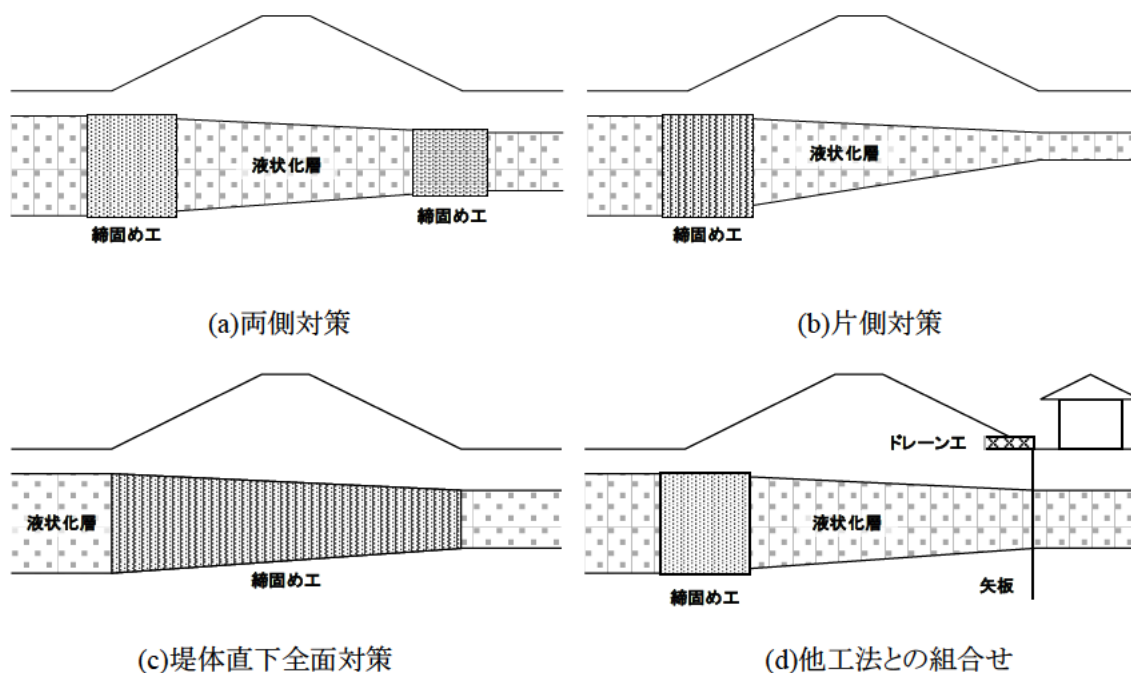 液状化層
締固め工
締固め工
(a)両側対策
液状化層
締固め工
(b)片側対策
液状化層
締固め工
(c)堤体直下全面対策
ドレーン工
液状化層
矢板
締固め工
(d)他工法との組合せ